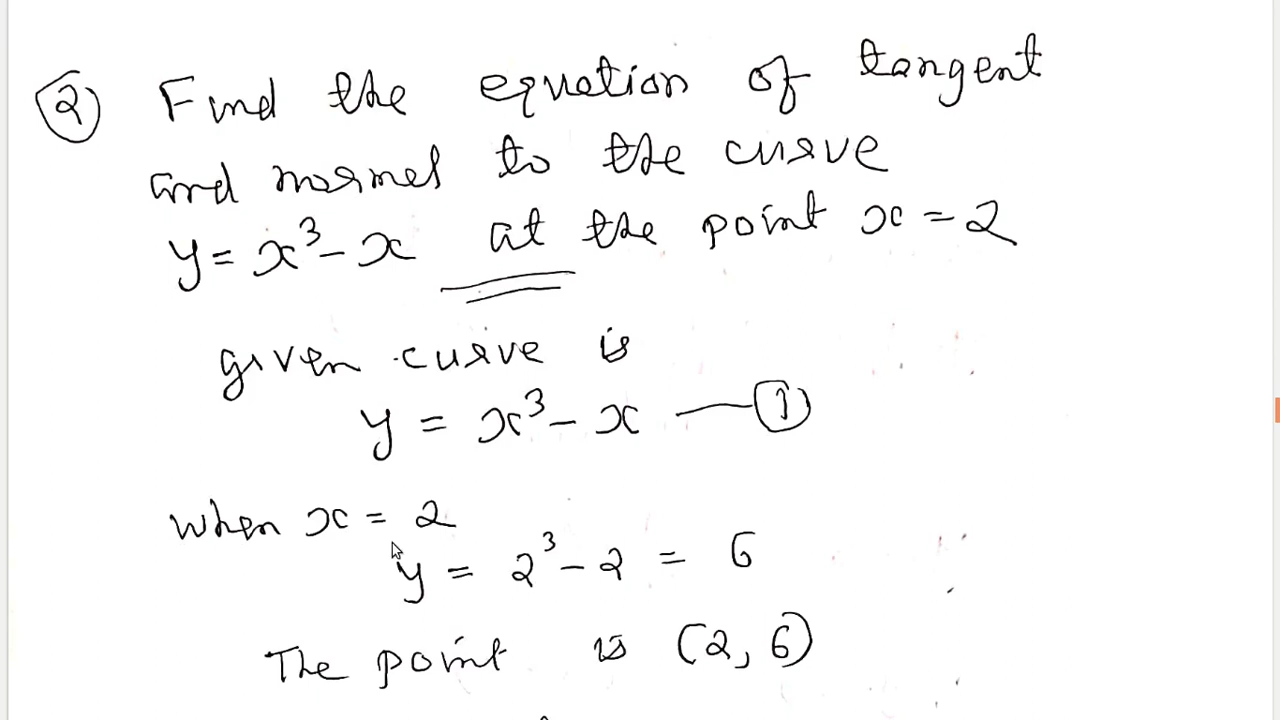 ② Find the equation of tangent
and normal to the curve
y = x³ - x at the point x = 2
given curve is
y = x³ - x — ①
when x = 2
y = 2³ - 2 = 6
The point is (2, 6)